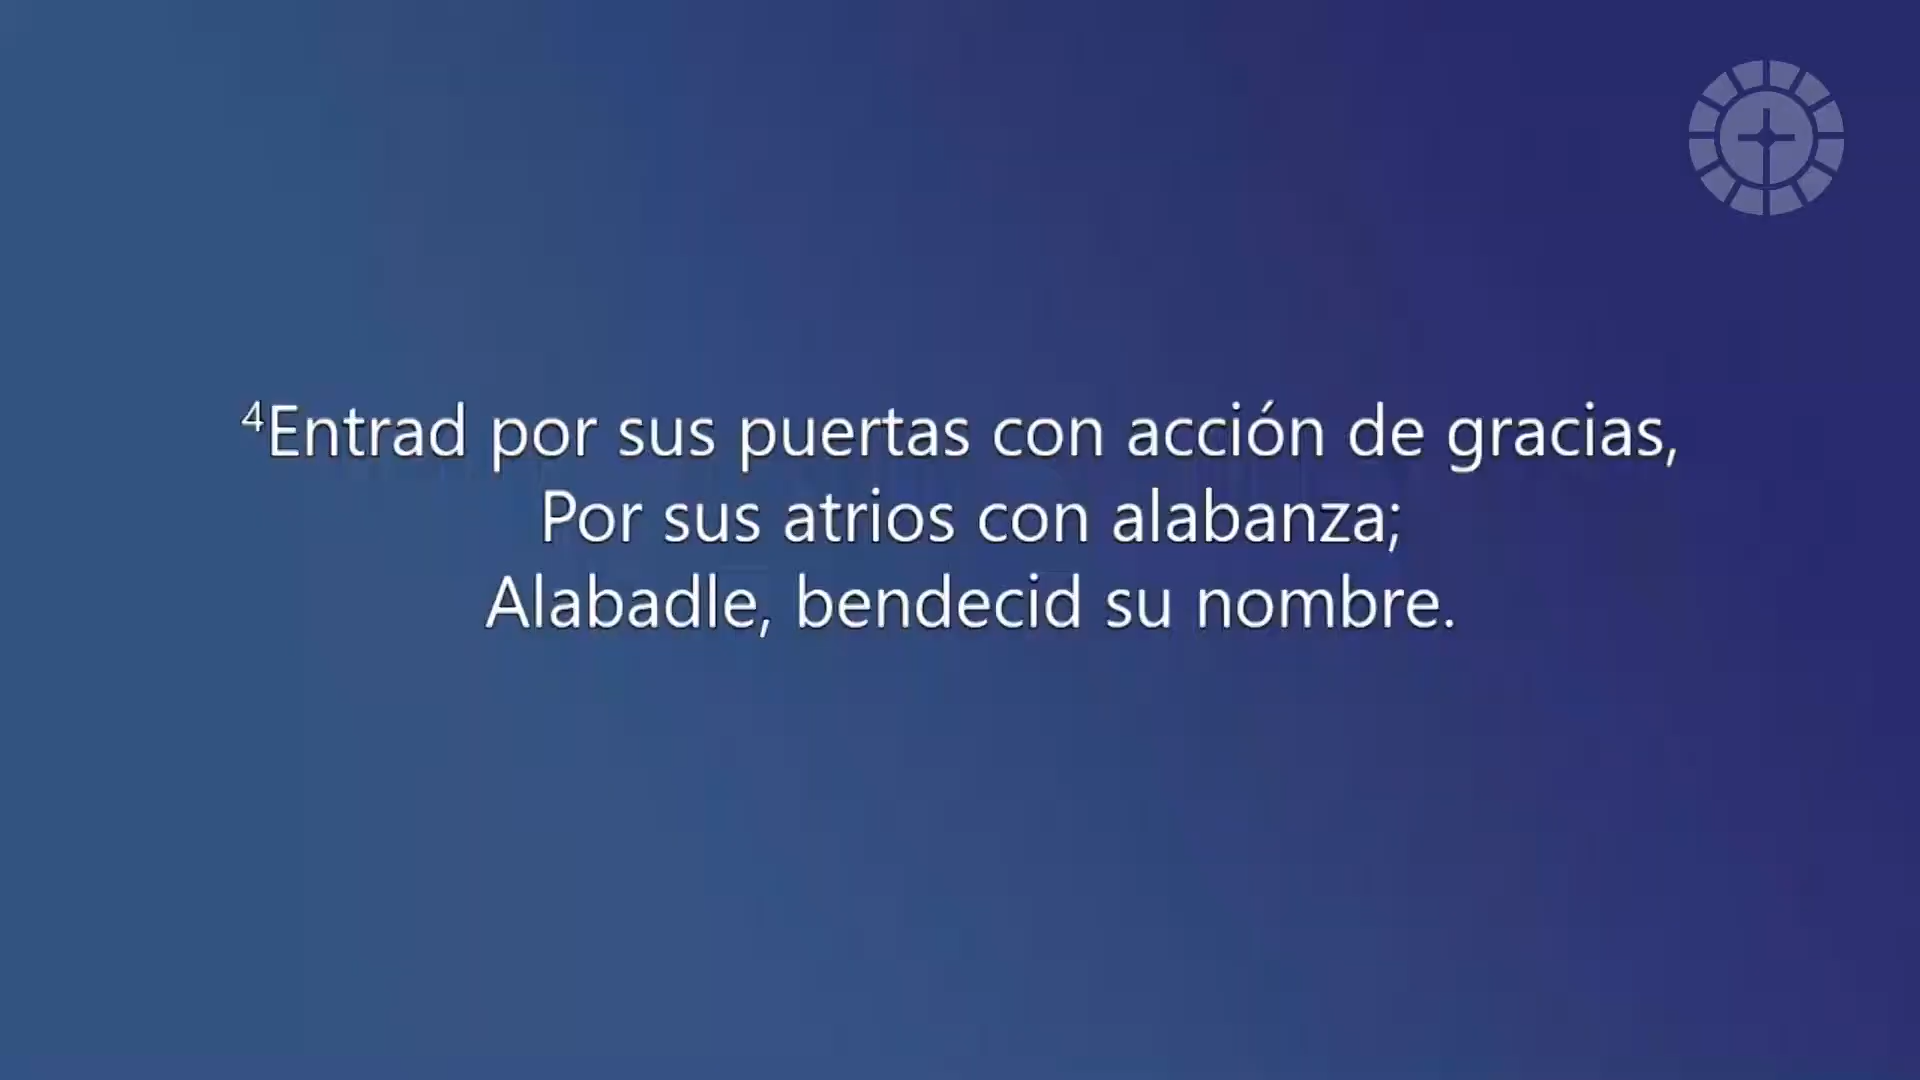 ⁴Entrad por sus puertas con acción de gracias,
Por sus atrios con alabanza;
Alabadle, bendecid su nombre.